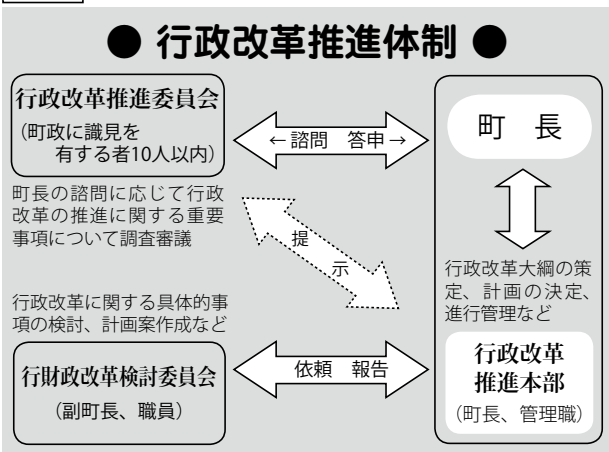 ● 行政改革推進体制 ●
行政改革推進委員会
（町政に識見を
有する者10人以内）
町長の諮問に応じて行政
改革の推進に関する重要
事項について調査審議
←諮問　答申→
町　長
提
示
行政改革大綱の策
定、計画の決定、
進行管理など
行政改革
推進本部
（町長、管理職）
行政改革に関する具体的事
項の検討、計画案作成など
行財政改革検討委員会
（副町長、職員）
依頼　報告